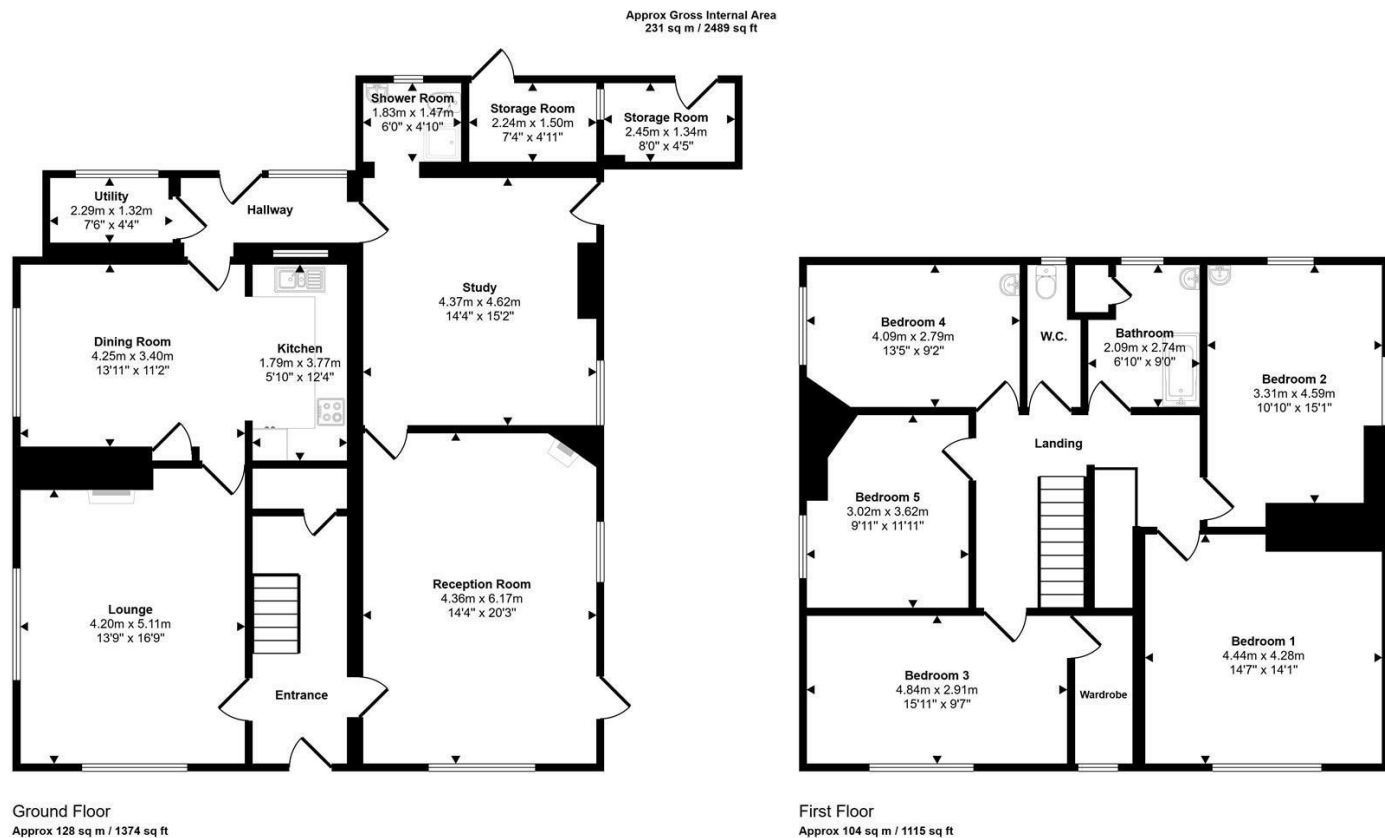 Approx Gross Internal Area
231 sq m / 2489 sq ft
Shower Room
1.83m x 1.47m
6'0" x 4'10"
Storage Room
2.24m x 1.50m
7'4" x 4'11"
Storage Room
2.45m x 1.34m
8'0" x 4'5"
Utility
2.29m x 1.32m
7'6" x 4'4"
Hallway
Study
4.37m x 4.62m
14'4" x 15'2"
Dining Room
4.25m x 3.40m
13'11" x 11'2"
Kitchen
1.79m x 3.77m
5'10" x 12'4"
Lounge
4.20m x 5.11m
13'9" x 16'9"
Reception Room
4.36m x 6.17m
14'4" x 20'3"
Entrance
Ground Floor
Approx 128 sq m / 1374 sq ft
Bedroom 4
4.09m x 2.79m
13'5" x 9'2"
W.C.
Bathroom
2.09m x 2.74m
6'10" x 9'0"
Bedroom 2
3.31m x 4.59m
10'10" x 15'1"
Landing
Bedroom 5
3.02m x 3.62m
9'11" x 11'11"
Bedroom 3
4.84m x 2.91m
15'11" x 9'7"
Wardrobe
Bedroom 1
4.44m x 4.28m
14'7" x 14'1"
First Floor
Approx 104 sq m / 1115 sq ft